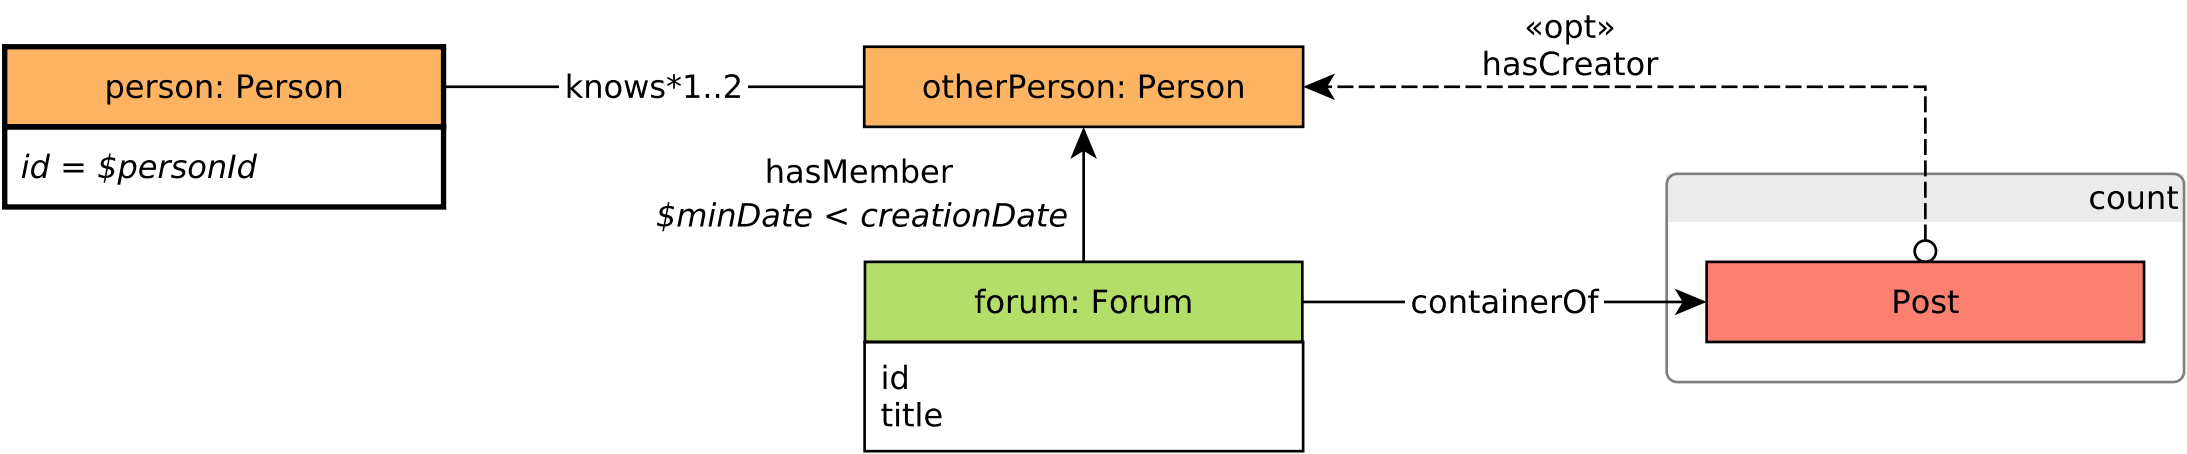 person: Person
id = $personId
knows*1..2
otherPerson: Person
«opt»
hasCreator
hasMember
$minDate < creationDate
forum: Forum
id
title
containerOf
count
Post